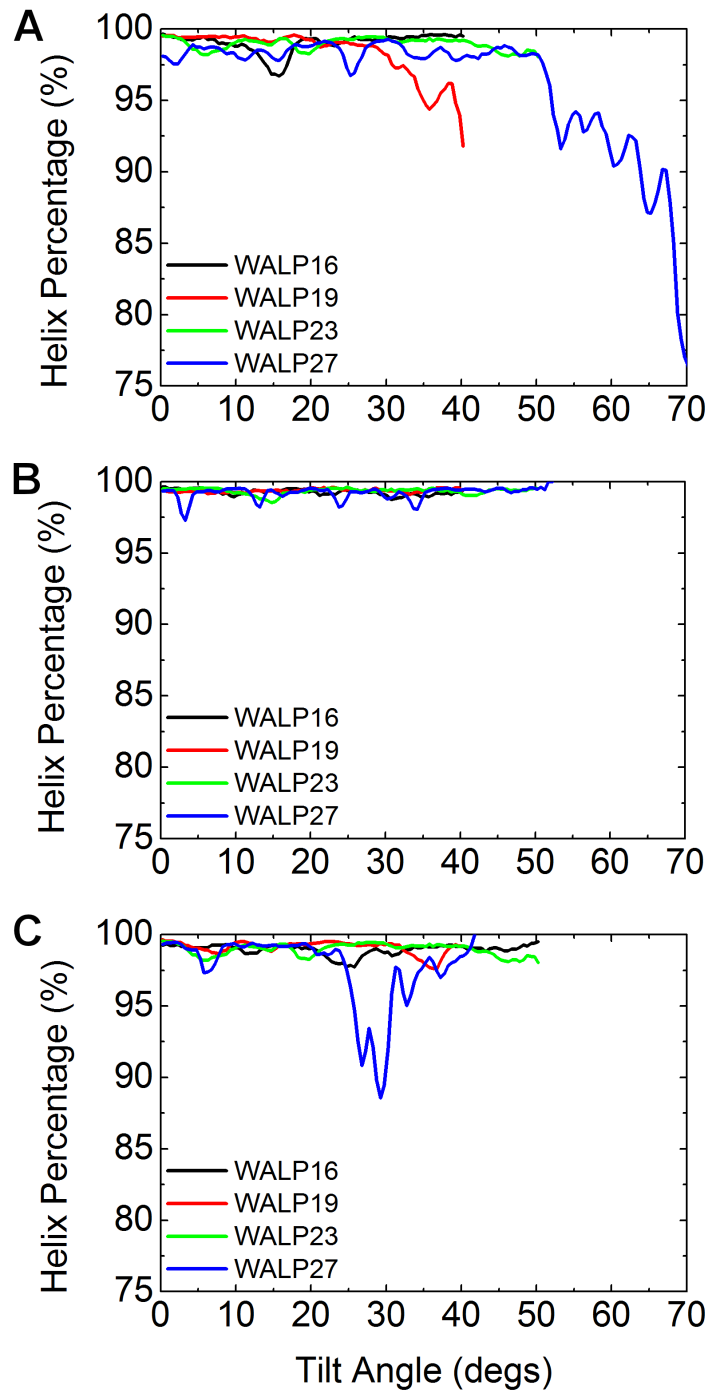 A
Helix Percentage (%)
100
95
90
85
80
75
WALP16
WALP19
WALP23
WALP27
0 10 20 30 40 50 60 70
B
Helix Percentage (%)
100
95
90
85
80
75
WALP16
WALP19
WALP23
WALP27
0 10 20 30 40 50 60 70
C
Helix Percentage (%)
100
95
90
85
80
75
WALP16
WALP19
WALP23
WALP27
0 10 20 30 40 50 60 70
Tilt Angle (degs)